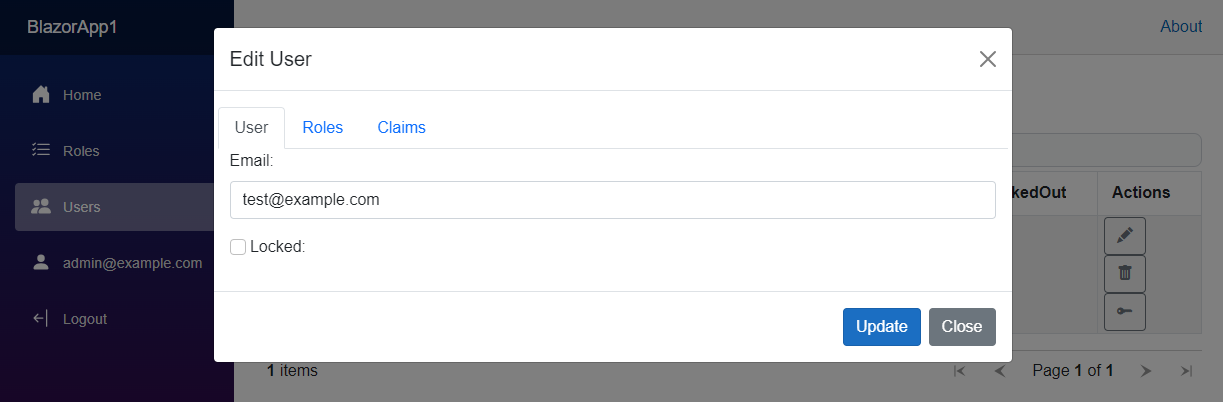 BlazorApp1
About
Edit User
Home
User Roles Claims
Roles
Email:
test@example.com
kedOut Actions
Users
Locked:
admin@example.com
Logout
Update Close
1 items
Page 1 of 1